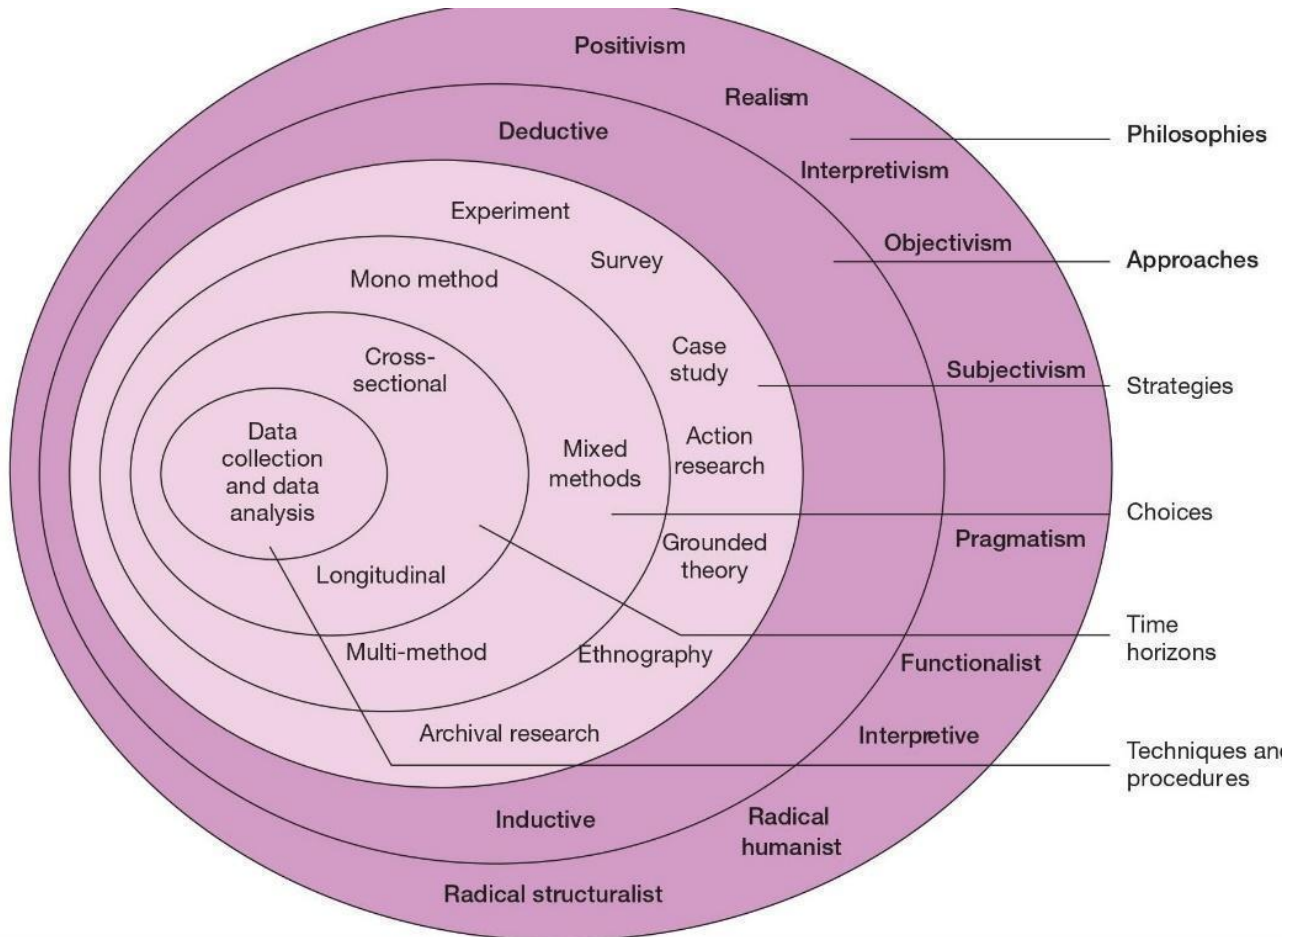 Positivism
Realism
Philosophies
Deductive
Interpretivism
Experiment
Objectivism
Approaches
Survey
Mono method
Cross-
sectional
Case
study
Subjectivism
Strategies
Data
collection
and data
analysis
Mixed
methods
Action
research
Choices
Pragmatism
Grounded
theory
Longitudinal
Time
horizons
Multi-method
Ethnography
Functionalist
Archival research
Interpretive
Techniques an
procedures
Inductive
Radical
humanist
Radical structuralist